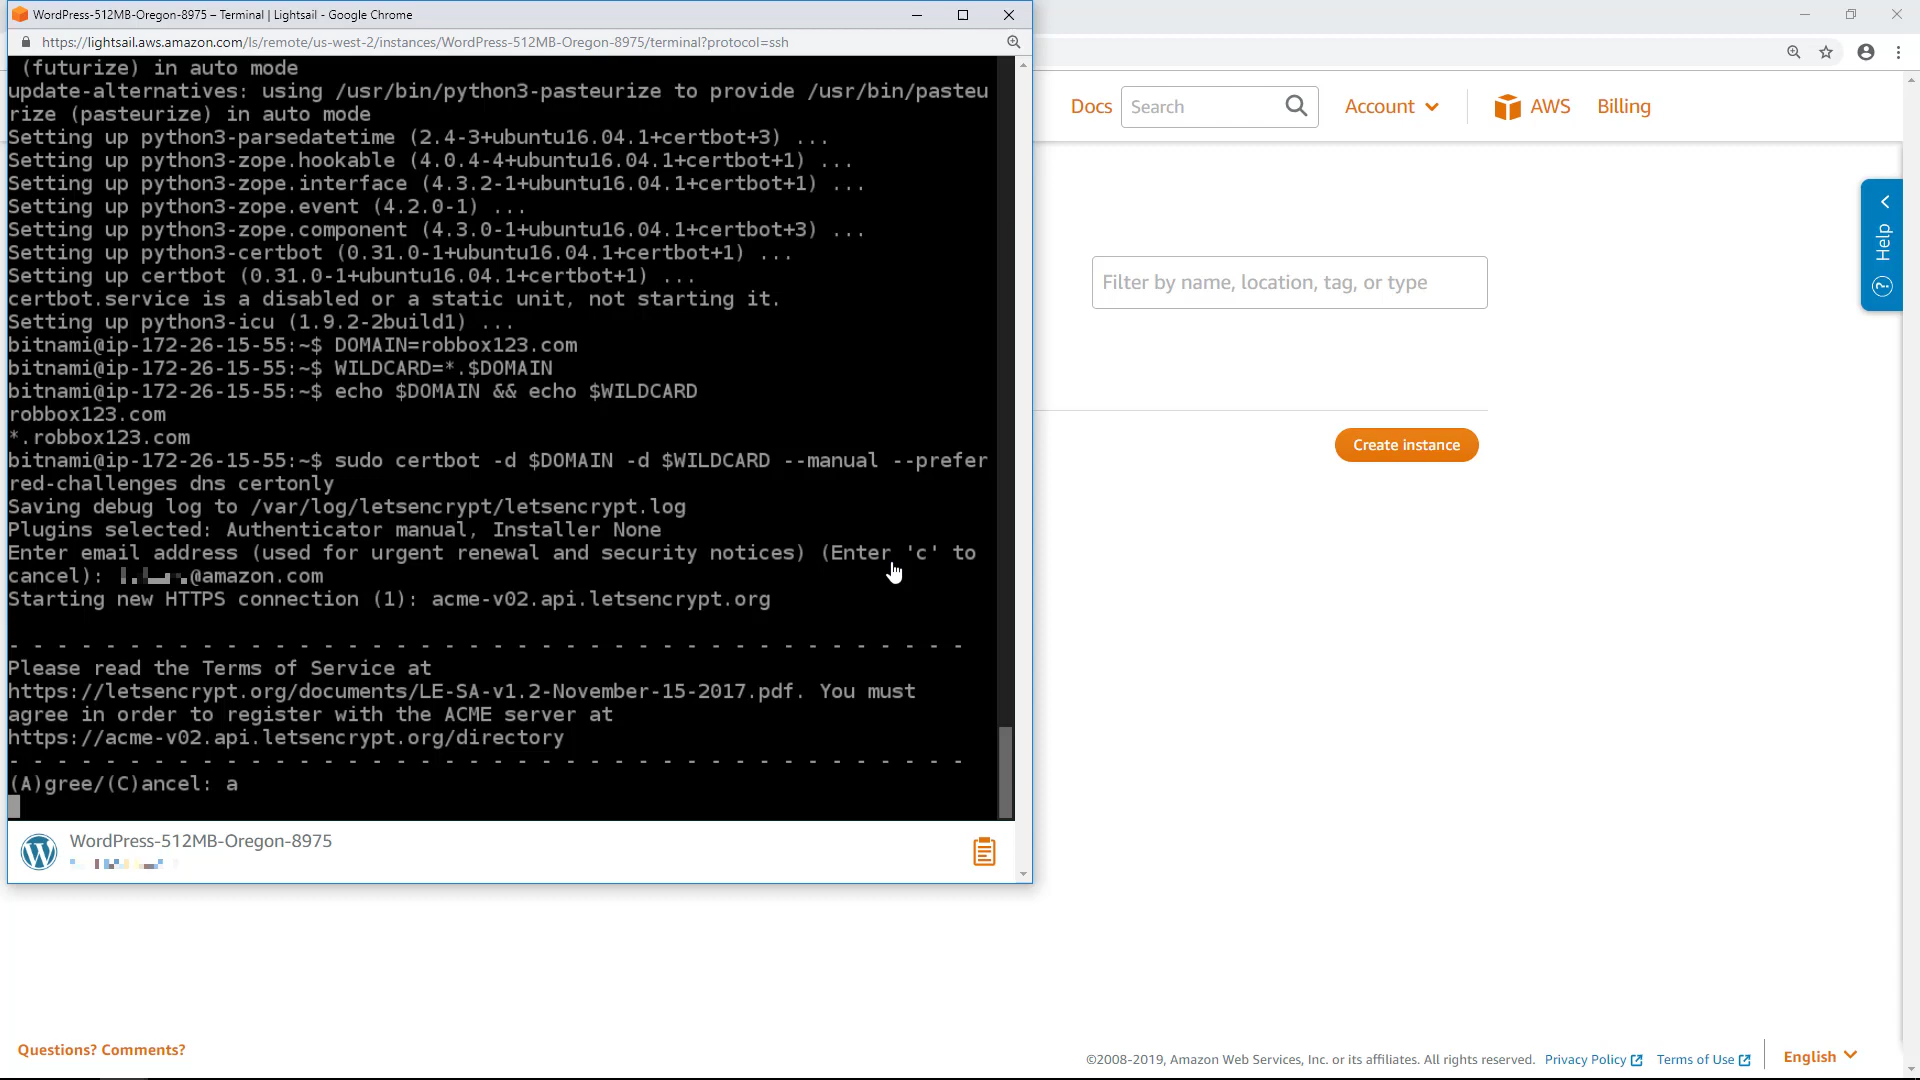 WordPress-512MB-Oregon-8975 – Terminal | Lightsail - Google Chrome
https://lightsail.aws.amazon.com/ls/remote/us-west-2/instances/WordPress-512MB-Oregon-8975/terminal?protocol=ssh
(futurize) in auto mode
update-alternatives: using /usr/bin/python3-pasteurize to provide /usr/bin/pasteu
rize (pasteurize) in auto mode
Setting up python3-parsedatetime (2.4-3+ubuntu16.04.1+certbot+3) ...
Setting up python3-zope.hookable (4.0.4-4+ubuntu16.04.1+certbot+1) ...
Setting up python3-zope.interface (4.3.2-1+ubuntu16.04.1+certbot+1) ...
Setting up python3-zope.event (4.2.0-1) ...
Setting up python3-zope.component (4.3.0-1+ubuntu16.04.1+certbot+3) ...
Setting up python3-certbot (0.31.0-1+ubuntu16.04.1+certbot+1) ...
Setting up certbot (0.31.0-1+ubuntu16.04.1+certbot+1) ...
certbot.service is a disabled or a static unit, not starting it.
Setting up python3-icu (1.9.2-2build1) ...
bitnami@ip-172-26-15-55:~$ DOMAIN=robbox123.com
bitnami@ip-172-26-15-55:~$ WILDCARD=*.$DOMAIN
bitnami@ip-172-26-15-55:~$ echo $DOMAIN && echo $WILDCARD
robbox123.com
*.robbox123.com
bitnami@ip-172-26-15-55:~$ sudo certbot -d $DOMAIN -d $WILDCARD --manual --prefer
red-challenges dns certonly
Saving debug log to /var/log/letsencrypt/letsencrypt.log
Plugins selected: Authenticator manual, Installer None
Enter email address (used for urgent renewal and security notices) (Enter 'c' to
cancel): @amazon.com
Starting new HTTPS connection (1): acme-v02.api.letsencrypt.org
- - - - - - - - - - - - - - - - - - - - - - - - - - - - - - - - - - - - - - - -
Please read the Terms of Service at
https://letsencrypt.org/documents/LE-SA-v1.2-November-15-2017.pdf. You must
agree in order to register with the ACME server at
https://acme-v02.api.letsencrypt.org/directory
- - - - - - - - - - - - - - - - - - - - - - - - - - - - - - - - - - - - - - - -
(A)gree/(C)ancel: a
WordPress-512MB-Oregon-8975
Docs
Search
Account
AWS
Billing
Help
Filter by name, location, tag, or type
Create instance
Questions? Comments?
©2008-2019, Amazon Web Services, Inc. or its affiliates. All rights reserved. Privacy Policy Terms of Use
English